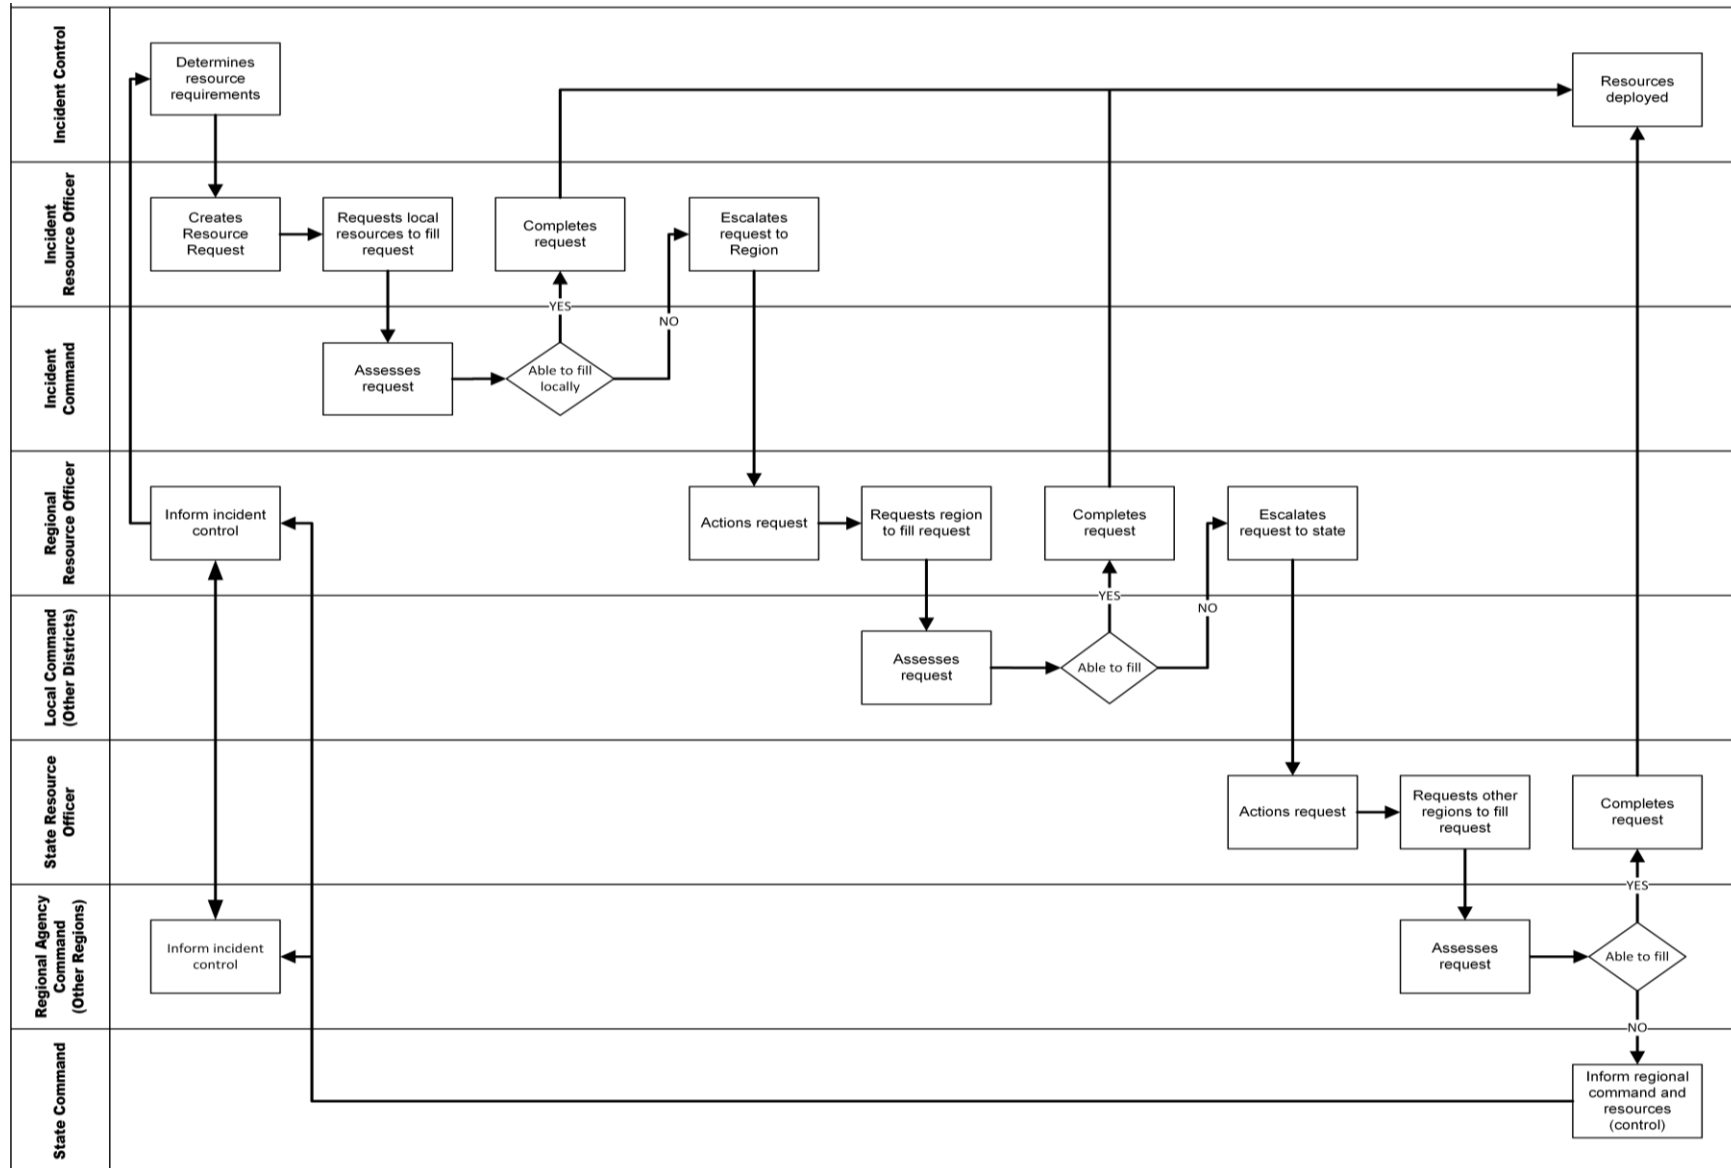 Incident Control
Determines
resource
requirements
Resources
deployed
Incident
Resource Officer
Creates
Resource
Request
Requests local
resources to fill
request
Completes
request
Escalates
request to
Region
YES
NO
Incident
Command
Assesses
request
Able to fill
locally
Regional
Resource Officer
Inform incident
control
Actions request
Requests region
to fill request
Completes
request
Escalates
request to state
YES
NO
Local Command
(Other Districts)
Assesses
request
Able to fill
State Resource
Officer
Actions request
Requests other
regions to fill
request
Completes
request
YES
Regional Agency
Command
(Other Regions)
Inform incident
control
Assesses
request
Able to fill
NO
State Command
Inform regional
command and
resources
(control)